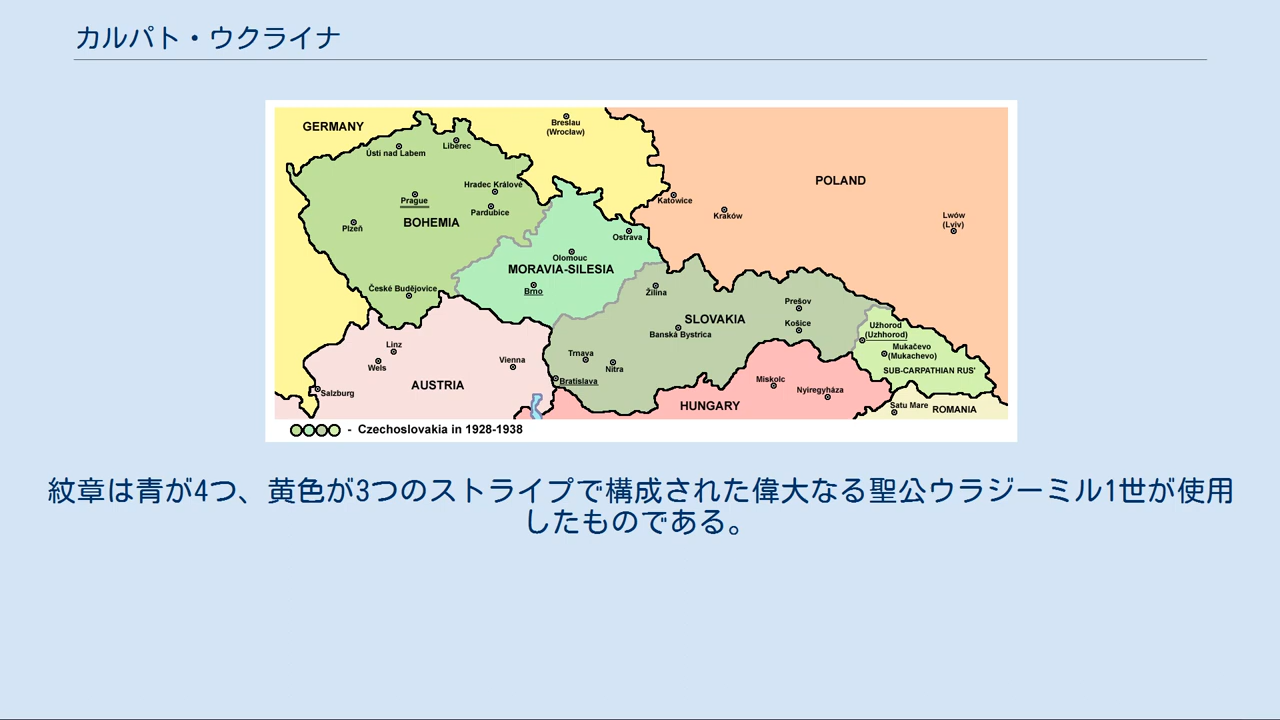 カルパト・ウクライナ
GERMANY
Breslau
(Wrocław)
Ústi nad Labem
Liberec
POLAND
Hradec Králové
Prague
Katowice
Pardubice
Kraków
Lwów
(Lviv)
Plzeň
BOHEMIA
Ostrava
Olomouc
MORAVIA-SILESIA
České Budějovice
Brno
Žilina
Prešov
SLOVAKIA
Košice
Užhorod
(Uzhhorod)
Banská Bystrica
Linz
Mukačevo
(Mukachevo)
Trnava
Vienna
Wels
Nitra
SUB-CARPATHIAN RUS'
AUSTRIA
Bratislava
Miskolc
Nyiregyháza
Salzburg
HUNGARY
Satu Mare
ROMANIA
- Czechoslovakia in 1928-1938
紋章は青が4つ、黄色が3つのストライプで構成された偉大なる聖公ウラジーミル1世が使用
したものである。